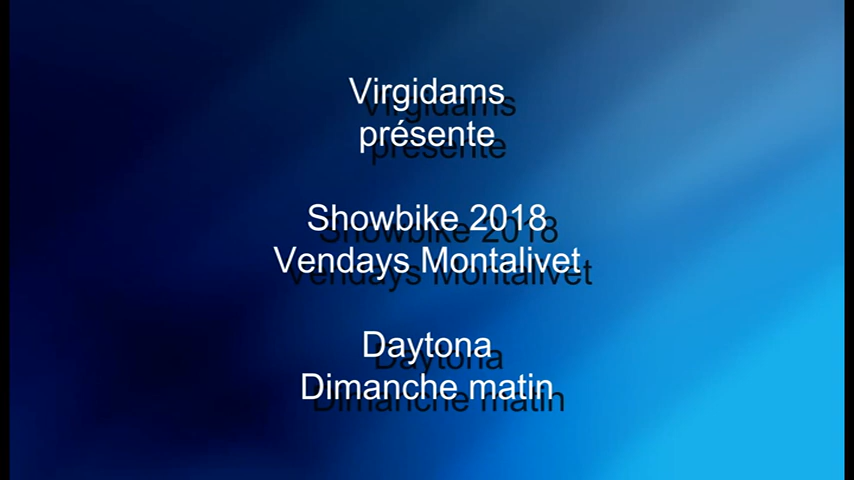 Virgidams
présente
Showbike 2018
Vendays Montalivet
Daytona
Dimanche matin